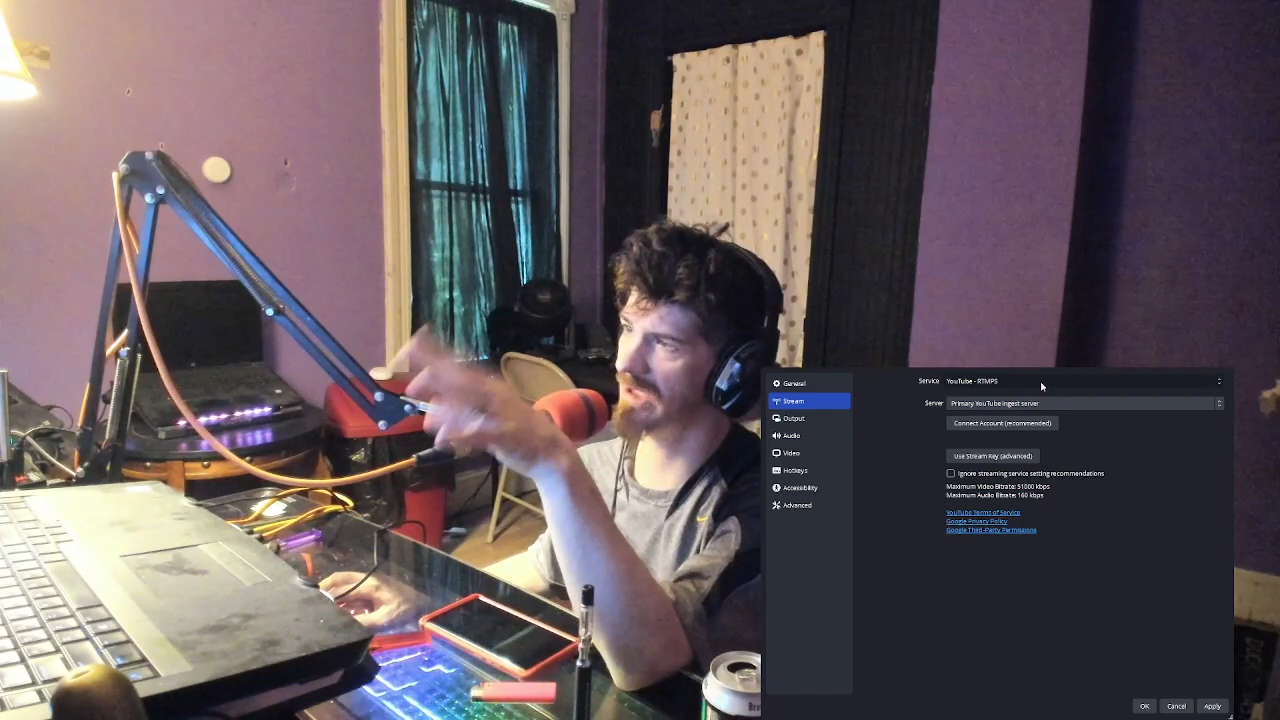 General
Stream
Output
Audio
Video
Hotkeys
Accessibility
Advanced
Service YouTube - RTMPS
Server Primary YouTube ingest server
Connect Account (recommended)
Use Stream Key (advanced)
Ignore streaming service setting recommendations
Maximum Video Bitrate: 51000 kbps
Maximum Audio Bitrate: 160 kbps
YouTube Terms of Service
Google Privacy Policy
Google Third-Party Permissions
OK Cancel Apply